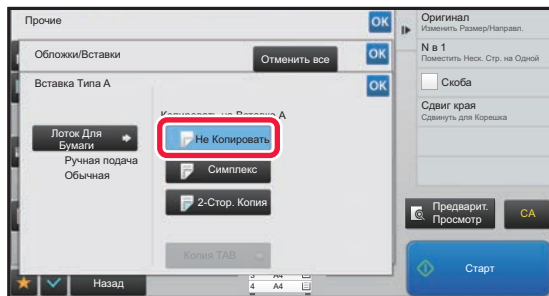 Прочие
OK
Обложки/Вставки
Отменить все
OK
Вставка Типа А
OK
Копировать на Вставке А
Лоток Для
Бумаги
Ручная подача
Обычная
Не Копировать
Симплекс
2-Стор. Копия
Копия TAB
Назад
3 A4
4 A4
Оригинал
Изменить Размер/Направл.
N в 1
Поместить Неск. Стр. на Одной
Скоба
Сдвиг края
Сдвинуть для Корешка
Предварит.
Просмотр
CA
Старт